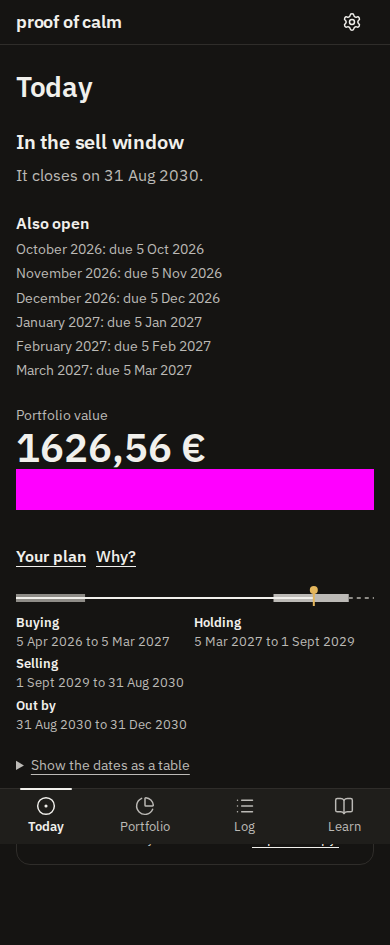 proof of calm
Today
In the sell window
It closes on 31 Aug 2030.
Also open
October 2026: due 5 Oct 2026
November 2026: due 5 Nov 2026
December 2026: due 5 Dec 2026
January 2027: due 5 Jan 2027
February 2027: due 5 Feb 2027
March 2027: due 5 Mar 2027
Portfolio value
1626,56 €
Your plan Why?
Buying
5 Apr 2026 to 5 Mar 2027
Holding
5 Mar 2027 to 1 Sept 2029
Selling
1 Sept 2029 to 31 Aug 2030
Out by
31 Aug 2030 to 31 Dec 2030
Show the dates as a table
Today Portfolio Log Learn